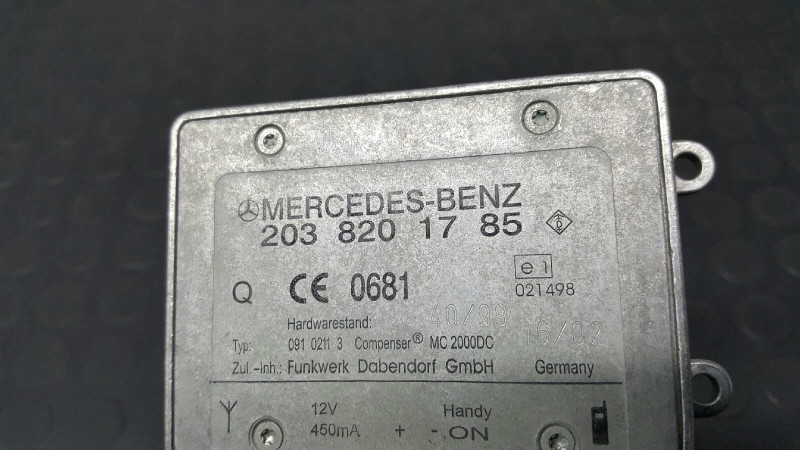 MERCEDES-BENZ
203 820 17 85
Q 2 CE 0681 e1
021498
Hardwarestand: 40/99 16/02
Typ: 091 0211 3 Compenser® MC 2000DC
Zul.-Inh.: Funkwerk Dabendorf GmbH Germany
12V Handy
450mA + - ON